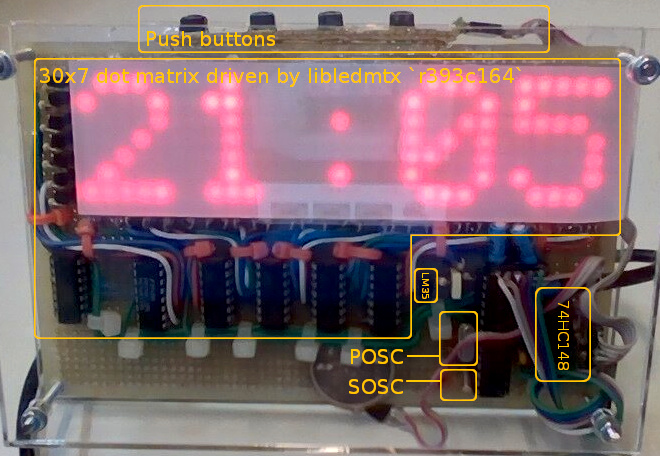 Push buttons
30x7 dot matrix driven by libledmtx `r393c164`
21:05
LM35
74HC148
POSC
SOSC